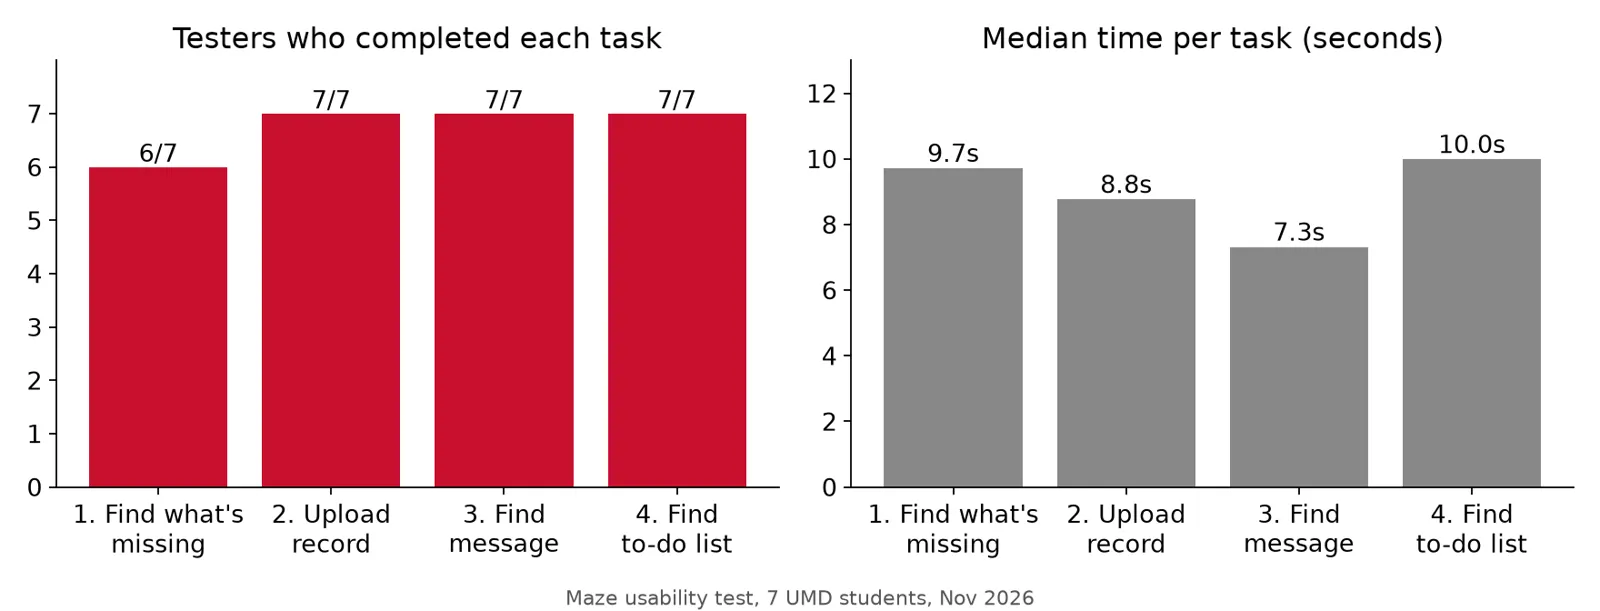 Testers who completed each task
7
6
5
4
3
2
1
0
6/7
7/7
7/7
7/7
1. Find what's
missing
2. Upload
record
3. Find
message
4. Find
to-do list
Median time per task (seconds)
12
10
8
6
4
2
0
9.7s
8.8s
7.3s
10.0s
1. Find what's
missing
2. Upload
record
3. Find
message
4. Find
to-do list
Maze usability test, 7 UMD students, Nov 2026